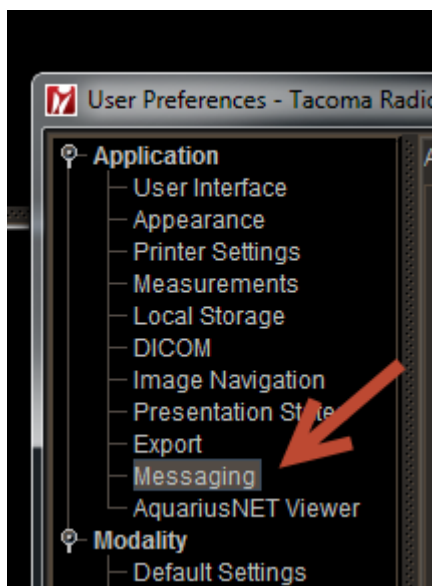 User Preferences - Tacoma
Application
User Interface
Appearance
Printer Settings
Measurements
Local Storage
DICOM
Image Navigation
Presentation State
Export
Messaging
AquariusNET Viewer
Modality
Default Settings